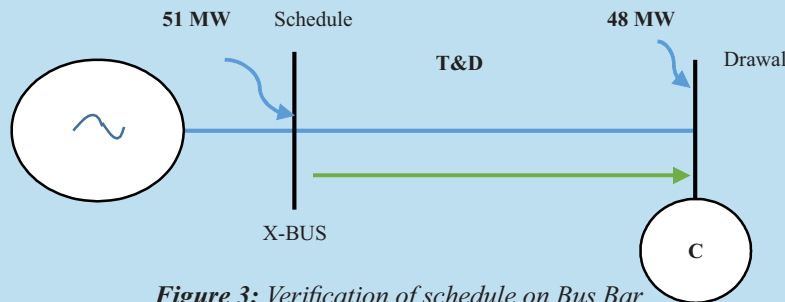 51 MW Schedule 48 MW
T&D Drawal
X-BUS
C
Figure 3: Verification of schedule on Bus Bar